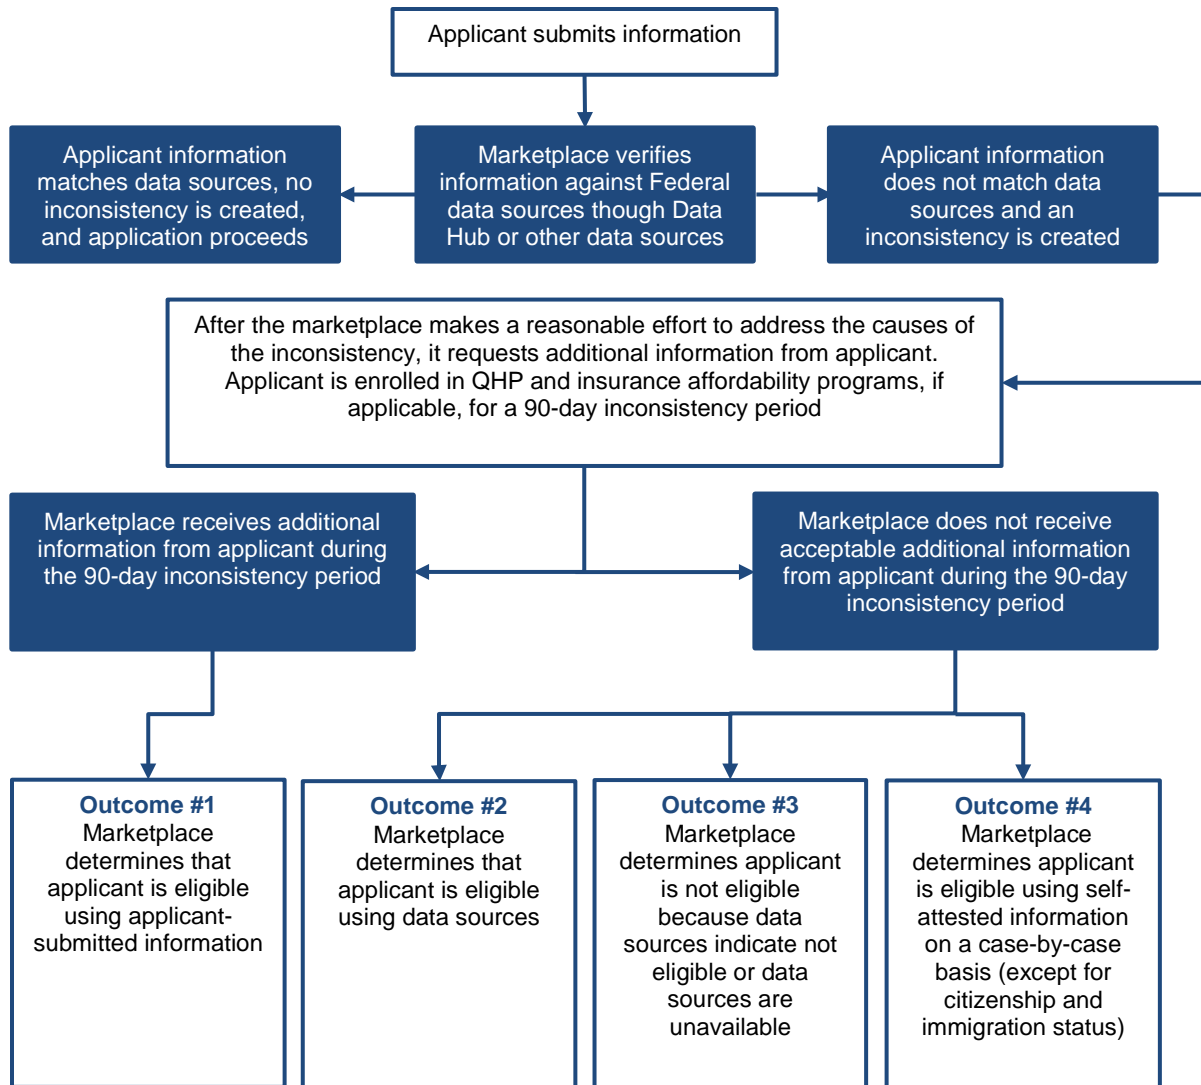 Applicant submits information
Applicant information
matches data sources, no
inconsistency is created,
and application proceeds
Marketplace verifies
information against Federal
data sources though Data
Hub or other data sources
Applicant information
does not match data
sources and an
inconsistency is created
After the marketplace makes a reasonable effort to address the causes of
the inconsistency, it requests additional information from applicant.
Applicant is enrolled in QHP and insurance affordability programs, if
applicable, for a 90-day inconsistency period
Marketplace receives additional
information from applicant during
the 90-day inconsistency period
Marketplace does not receive
acceptable additional information
from applicant during the 90-day
inconsistency period
Outcome #1
Marketplace
determines that
applicant is eligible
using applicant-
submitted information
Outcome #2
Marketplace
determines that
applicant is eligible
using data sources
Outcome #3
Marketplace
determines applicant
is not eligible
because data
sources indicate not
eligible or data
sources are
unavailable
Outcome #4
Marketplace
determines applicant
is eligible using self-
attested information
on a case-by-case
basis (except for
citizenship and
immigration status)